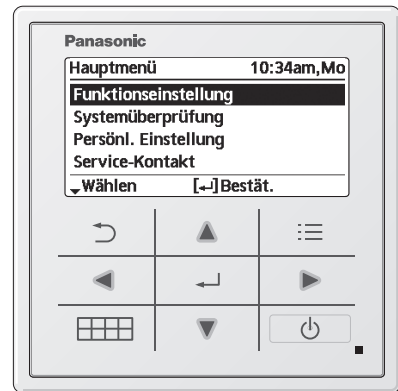 Panasonic
Hauptmenü 10:34am,Mo
Funktionseinstellung
Systemüberprüfung
Persönl. Einstellung
Service-Kontakt
Wählen [↵]Bestät.